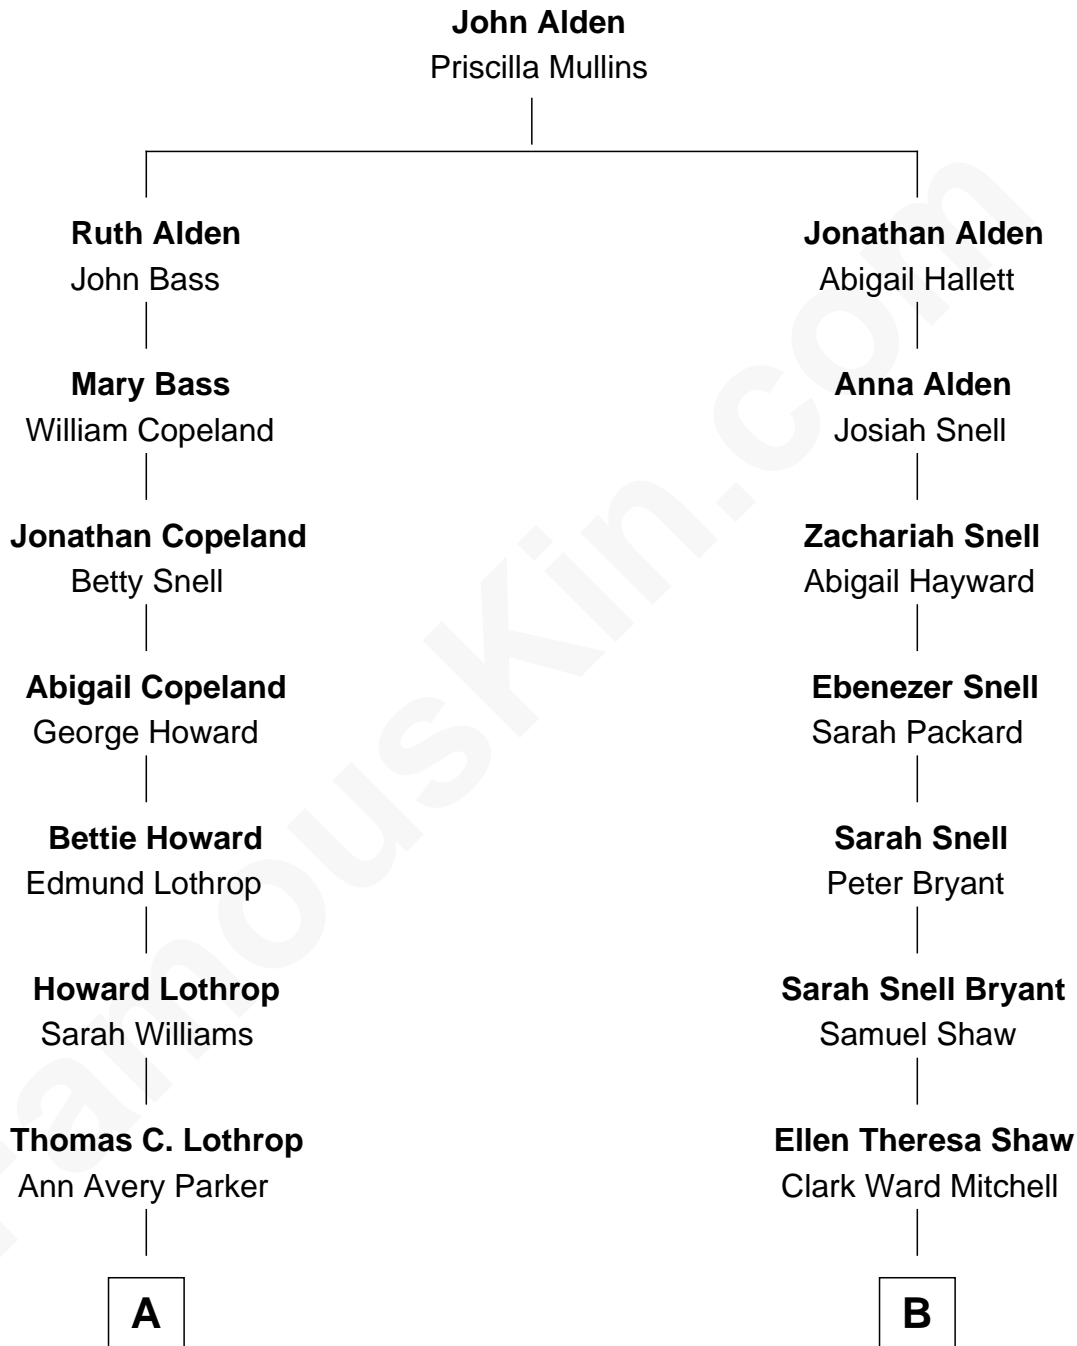 John Alden
Priscilla Mullins
Ruth Alden
John Bass
Jonathan Alden
Abigail Hallett
Mary Bass
William Copeland
Anna Alden
Josiah Snell
Jonathan Copeland
Betty Snell
Zachariah Snell
Abigail Hayward
Abigail Copeland
George Howard
Ebenezer Snell
Sarah Packard
Bettie Howard
Edmund Lothrop
Sarah Snell
Peter Bryant
Howard Lothrop
Sarah Williams
Sarah Snell Bryant
Samuel Shaw
Thomas C. Lothrop
Ann Avery Parker
Ellen Theresa Shaw
Clark Ward Mitchell
A
B
FamousKin.com